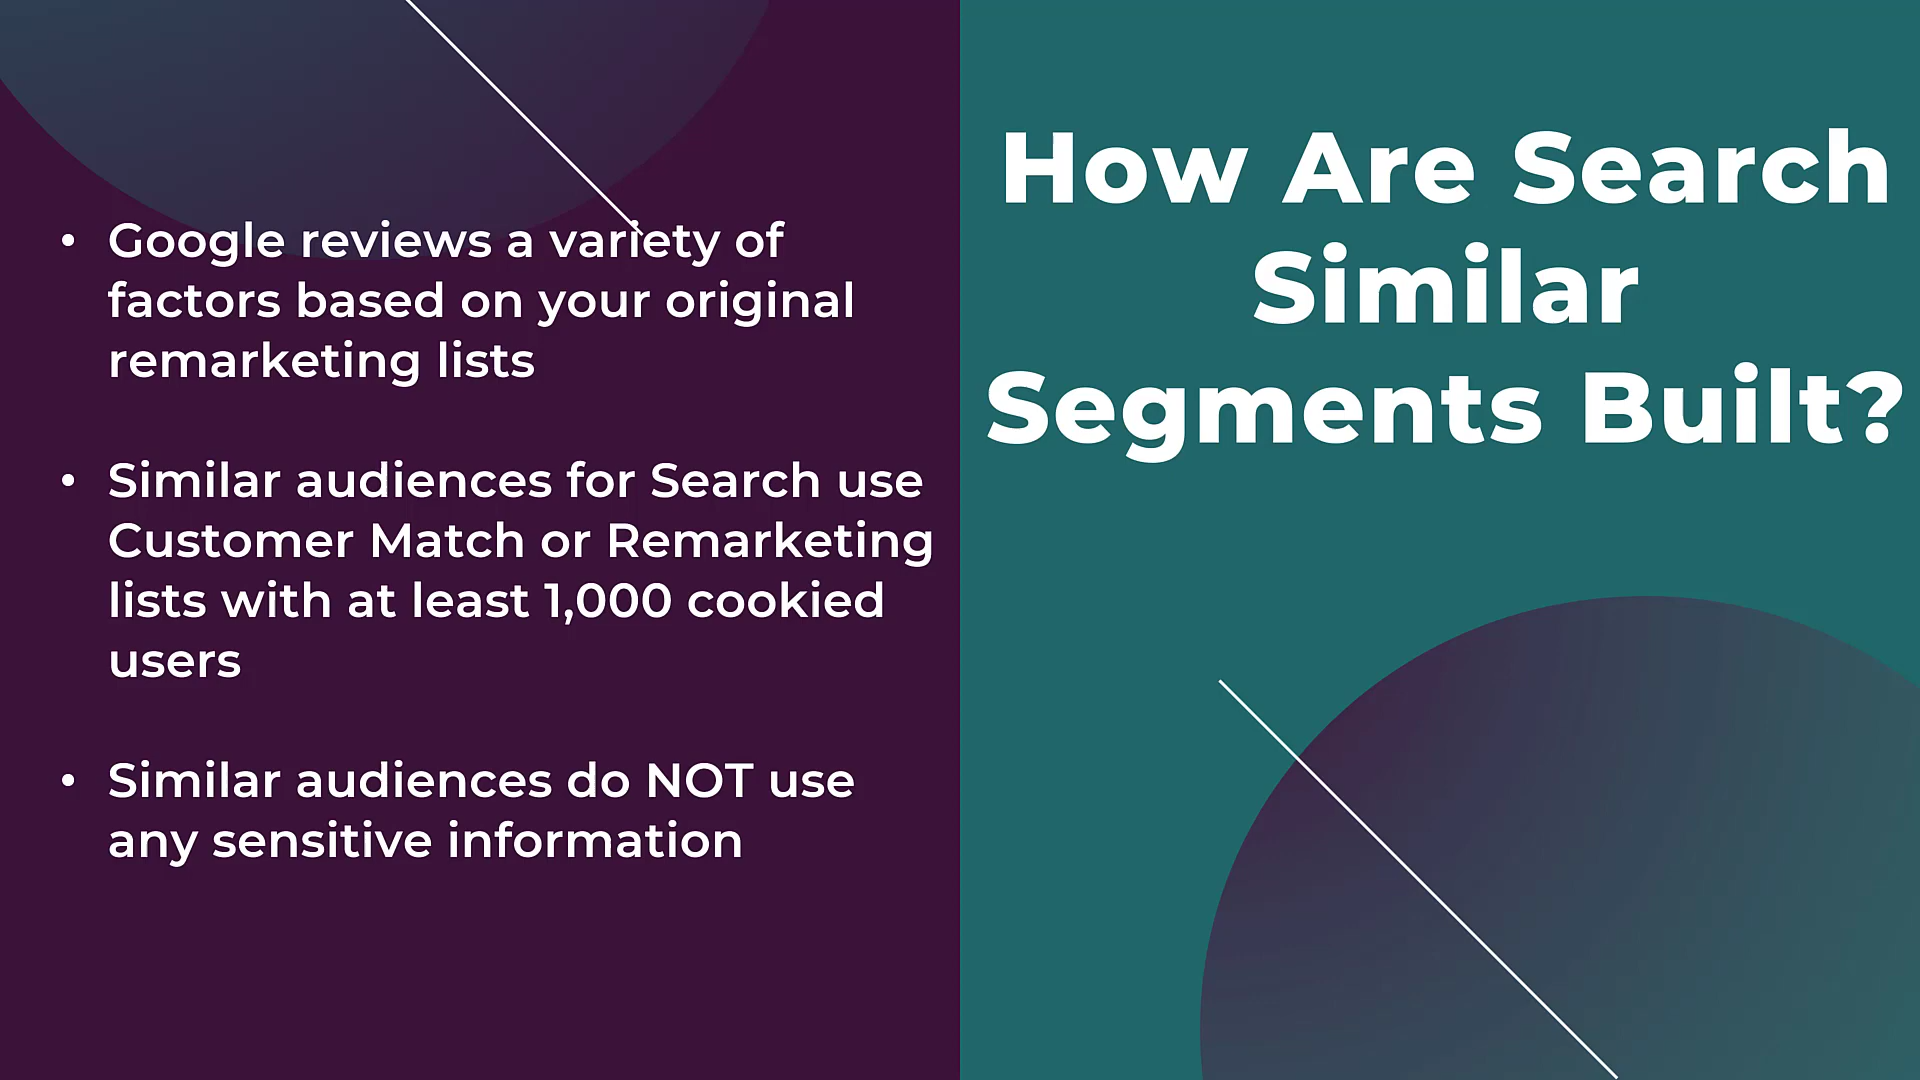 How Are Search
Similar
Segments Built?
• Google reviews a variety of
factors based on your original
remarketing lists
• Similar audiences for Search use
Customer Match or Remarketing
lists with at least 1,000 cookied
users
• Similar audiences do NOT use
any sensitive information